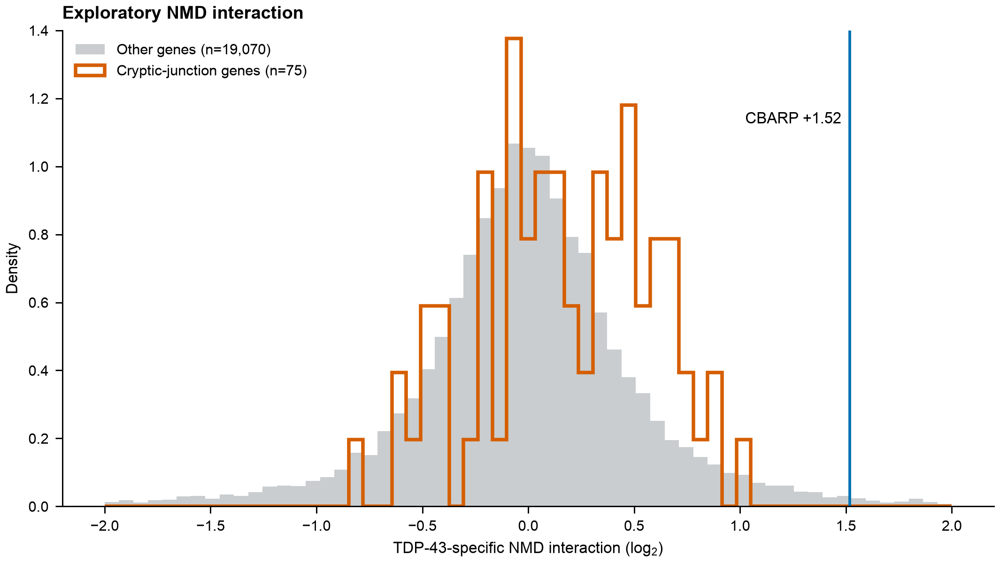 Exploratory NMD interaction
1.4
1.2
1.0
0.8
0.6
0.4
0.2
0.0
Density
Other genes (n=19,070)
Cryptic-junction genes (n=75)
CBARP +1.52
−2.0 −1.5 −1.0 −0.5 0.0 0.5 1.0 1.5 2.0
TDP-43-specific NMD interaction (log₂)